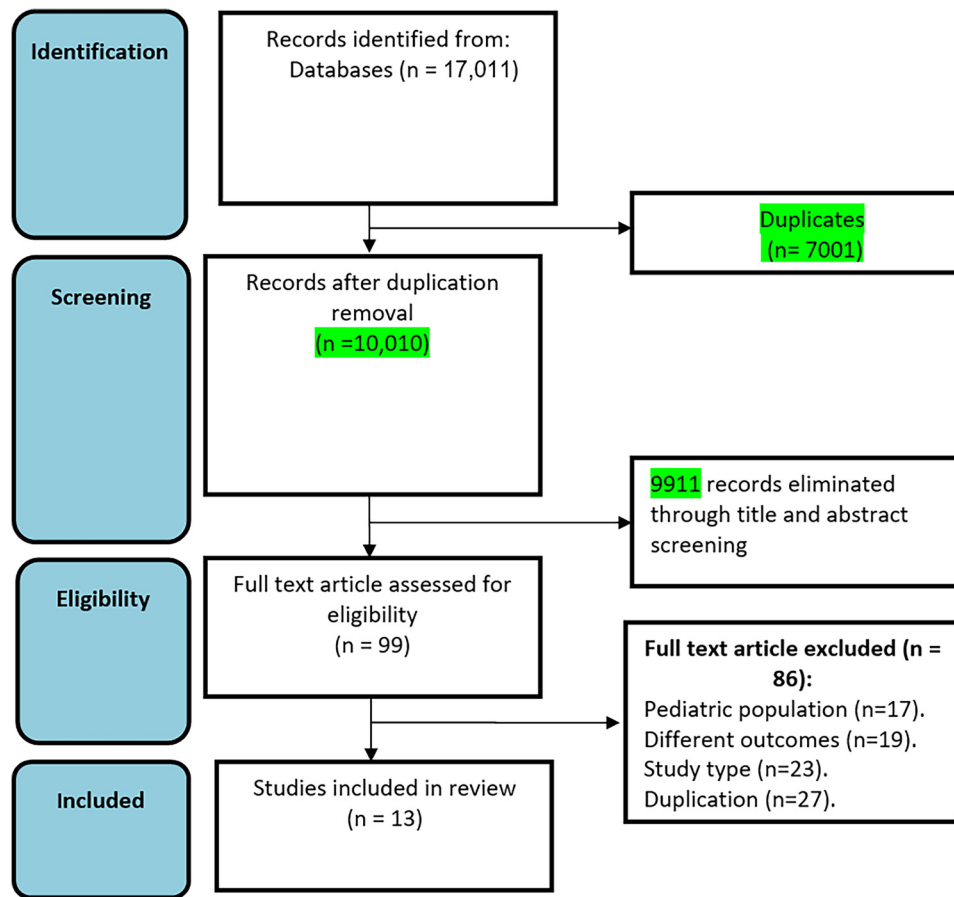 Identification
Records identified from:
Databases (n = 17,011)
Duplicates
(n= 7001)
Screening
Records after duplication
removal
(n =10,010)
9911 records eliminated
through title and abstract
screening
Eligibility
Full text article assessed for
eligibility
(n = 99)
Full text article excluded (n =
86):
Pediatric population (n=17).
Different outcomes (n=19).
Study type (n=23).
Duplication (n=27).
Included
Studies included in review
(n = 13)